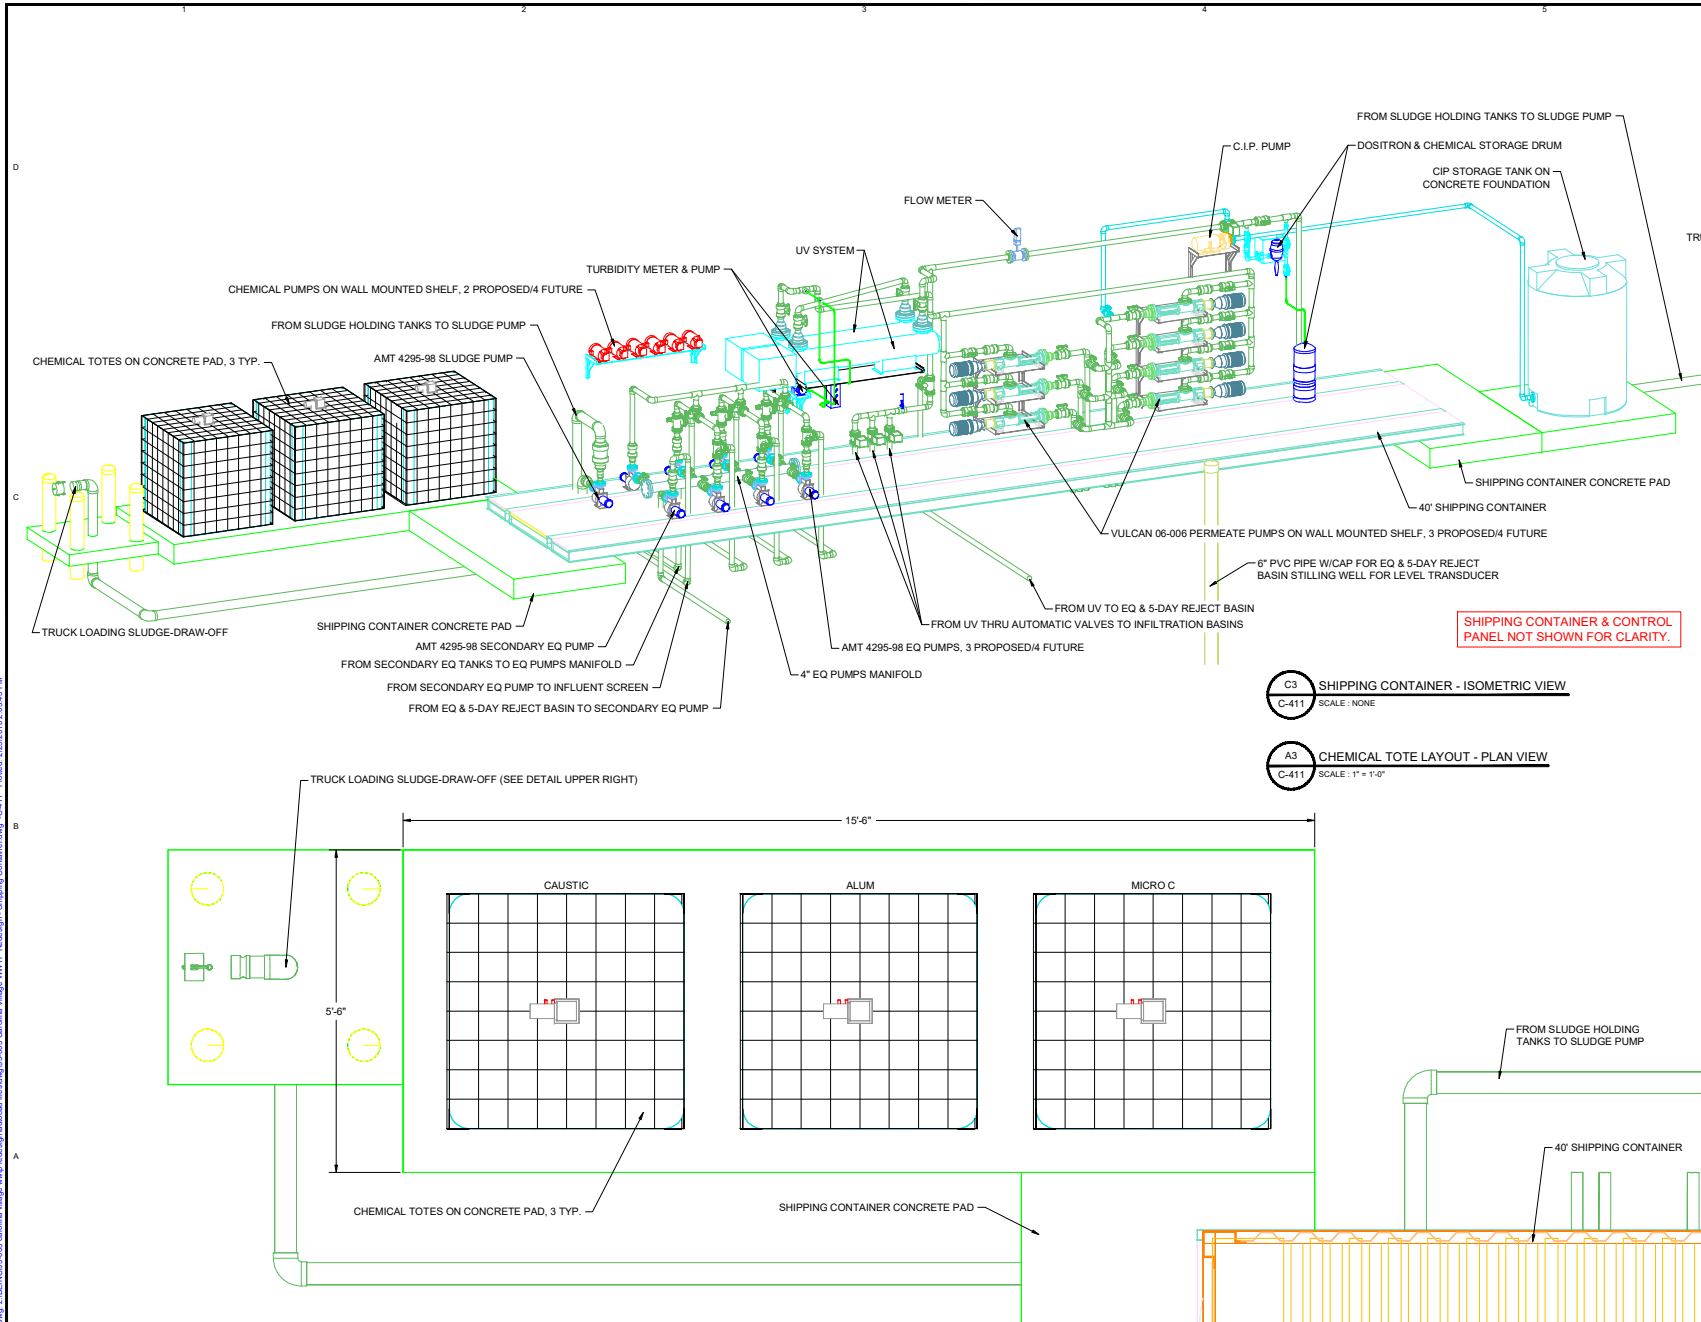 1
2
3
4
5
D
C
B
A
FROM SLUDGE HOLDING TANKS TO SLUDGE PUMP
C.I.P. PUMP
DOSITRON & CHEMICAL STORAGE DRUM
CIP STORAGE TANK ON
CONCRETE FOUNDATION
FLOW METER
UV SYSTEM
TURBIDITY METER & PUMP
CHEMICAL PUMPS ON WALL MOUNTED SHELF, 2 PROPOSED/4 FUTURE
FROM SLUDGE HOLDING TANKS TO SLUDGE PUMP
AMT 4295-98 SLUDGE PUMP
CHEMICAL TOTES ON CONCRETE PAD, 3 TYP.
SHIPPING CONTAINER CONCRETE PAD
40' SHIPPING CONTAINER
VULCAN 06-006 PERMEATE PUMPS ON WALL MOUNTED SHELF, 3 PROPOSED/4 FUTURE
6" PVC PIPE W/CAP FOR EQ & 5-DAY REJECT
BASIN STILLING WELL FOR LEVEL TRANSDUCER
FROM UV TO EQ & 5-DAY REJECT BASIN
FROM UV THRU AUTOMATIC VALVES TO INFILTRATION BASINS
AMT 4295-98 EQ PUMPS, 3 PROPOSED/4 FUTURE
4" EQ PUMPS MANIFOLD
TRUCK LOADING SLUDGE-DRAW-OFF
SHIPPING CONTAINER CONCRETE PAD
AMT 4295-98 SECONDARY EQ PUMP
FROM SECONDARY EQ TANKS TO EQ PUMPS MANIFOLD
FROM SECONDARY EQ PUMP TO INFLUENT SCREEN
FROM EQ & 5-DAY REJECT BASIN TO SECONDARY EQ PUMP
SHIPPING CONTAINER & CONTROL
PANEL NOT SHOWN FOR CLARITY.
C3
C-411
SHIPPING CONTAINER - ISOMETRIC VIEW
SCALE : NONE
A3
C-411
CHEMICAL TOTE LAYOUT - PLAN VIEW
SCALE : 1" = 1'-0"
TRUCK LOADING SLUDGE-DRAW-OFF (SEE DETAIL UPPER RIGHT)
15'-6"
5'-6"
CAUSTIC
ALUM
MICRO C
CHEMICAL TOTES ON CONCRETE PAD, 3 TYP.
SHIPPING CONTAINER CONCRETE PAD
FROM SLUDGE HOLDING
TANKS TO SLUDGE PUMP
40' SHIPPING CONTAINER